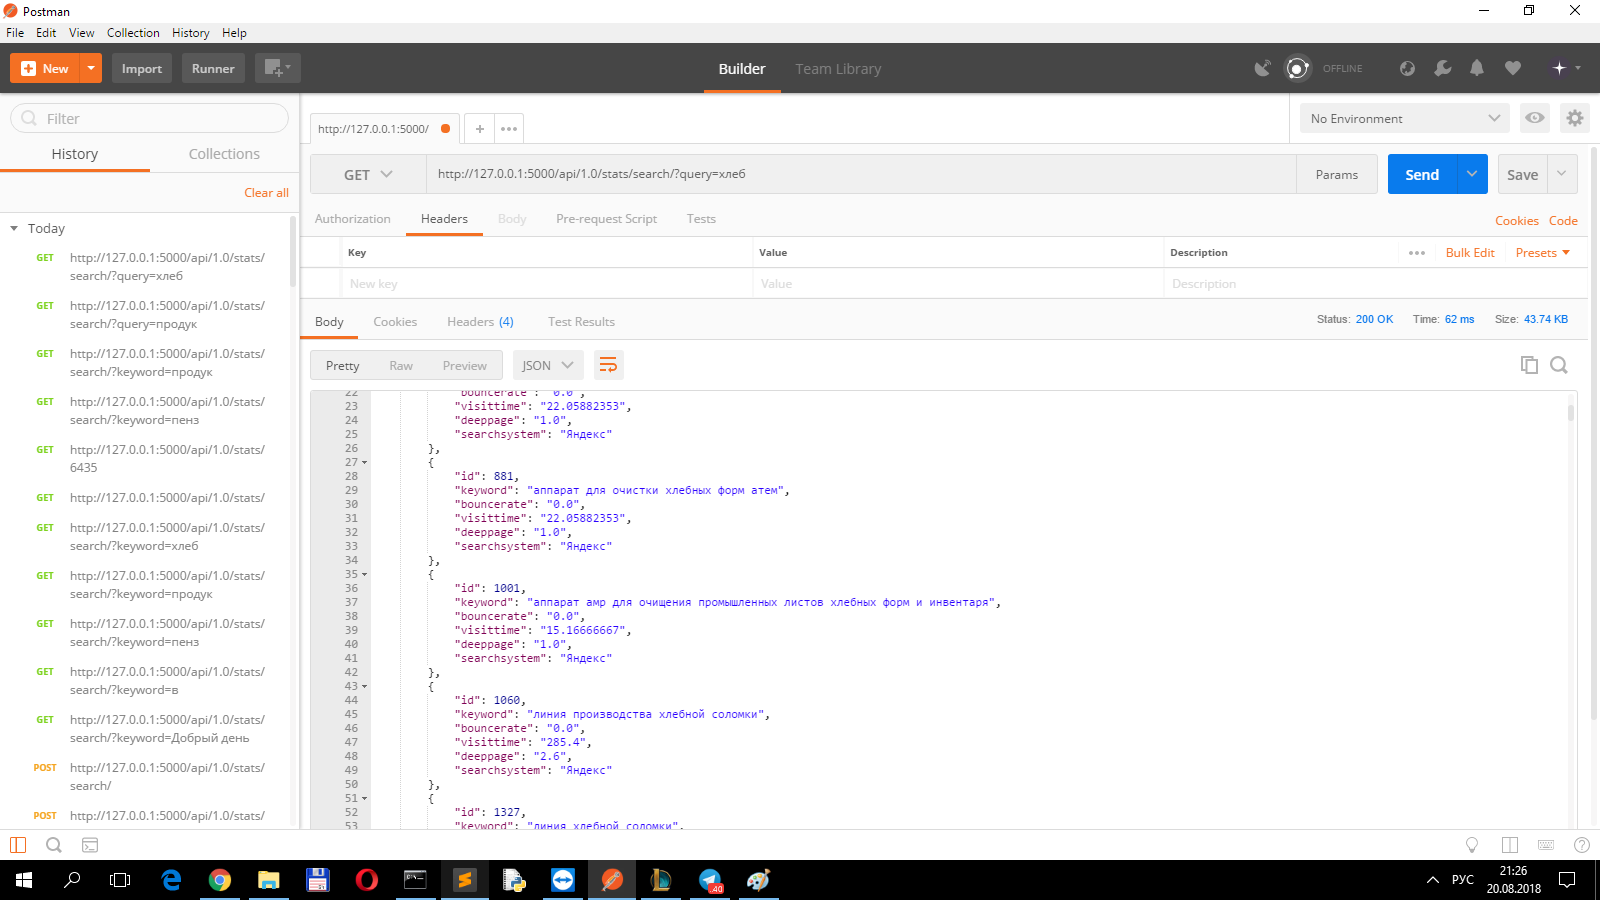 Postman
File Edit View Collection History Help
New Import Runner Builder Team Library OFFLINE
Filter
History Collections
Clear all
Today
GET http://127.0.0.1:5000/api/1.0/stats/
search/?query=хлеб
GET http://127.0.0.1:5000/api/1.0/stats/
search/?query=продук
GET http://127.0.0.1:5000/api/1.0/stats/
search/?keyword=продук
GET http://127.0.0.1:5000/api/1.0/stats/
search/?keyword=пенз
GET http://127.0.0.1:5000/api/1.0/stats/
6435
GET http://127.0.0.1:5000/api/1.0/stats/
GET http://127.0.0.1:5000/api/1.0/stats/
search/?keyword=хлеб
GET http://127.0.0.1:5000/api/1.0/stats/
search/?keyword=продук
GET http://127.0.0.1:5000/api/1.0/stats/
search/?keyword=пенз
GET http://127.0.0.1:5000/api/1.0/stats/
search/?keyword=в
GET http://127.0.0.1:5000/api/1.0/stats/
search/?keyword=Добрый день
POST http://127.0.0.1:5000/api/1.0/stats/
search/
POST http://127.0.0.1:5000/api/1.0/stats/
http://127.0.0.1:5000/ + ••• No Environment
GET http://127.0.0.1:5000/api/1.0/stats/search/?query=хлеб Params Send Save
Authorization Headers Body Pre-request Script Tests Cookies Code
Key Value Description ••• Bulk Edit Presets
New key Value Description
Body Cookies Headers (4) Test Results Status: 200 OK Time: 62 ms Size: 43.74 KB
Pretty Raw Preview JSON
22 "bouncerate": "0.0",
23 "visittime": "22.05882353",
24 "deeppage": "1.0",
25 "searchsystem": "Яндекс"
26 },
27 {
28 "id": 881,
29 "keyword": "аппарат для очистки хлебных форм атем",
30 "bouncerate": "0.0",
31 "visittime": "22.05882353",
32 "deeppage": "1.0",
33 "searchsystem": "Яндекс"
34 },
35 {
36 "id": 1001,
37 "keyword": "аппарат амр для очищения промышленных листов хлебных форм и инвентаря",
38 "bouncerate": "0.0",
39 "visittime": "15.16666667",
40 "deeppage": "1.0",
41 "searchsystem": "Яндекс"
42 },
43 {
44 "id": 1060,
45 "keyword": "линия производства хлебной соломки",
46 "bouncerate": "0.0",
47 "visittime": "285.4",
48 "deeppage": "2.6",
49 "searchsystem": "Яндекс"
50 },
51 {
52 "id": 1327,
53 "keyword": "линия хлебной соломки",
40
РУС 21:26
20.08.2018